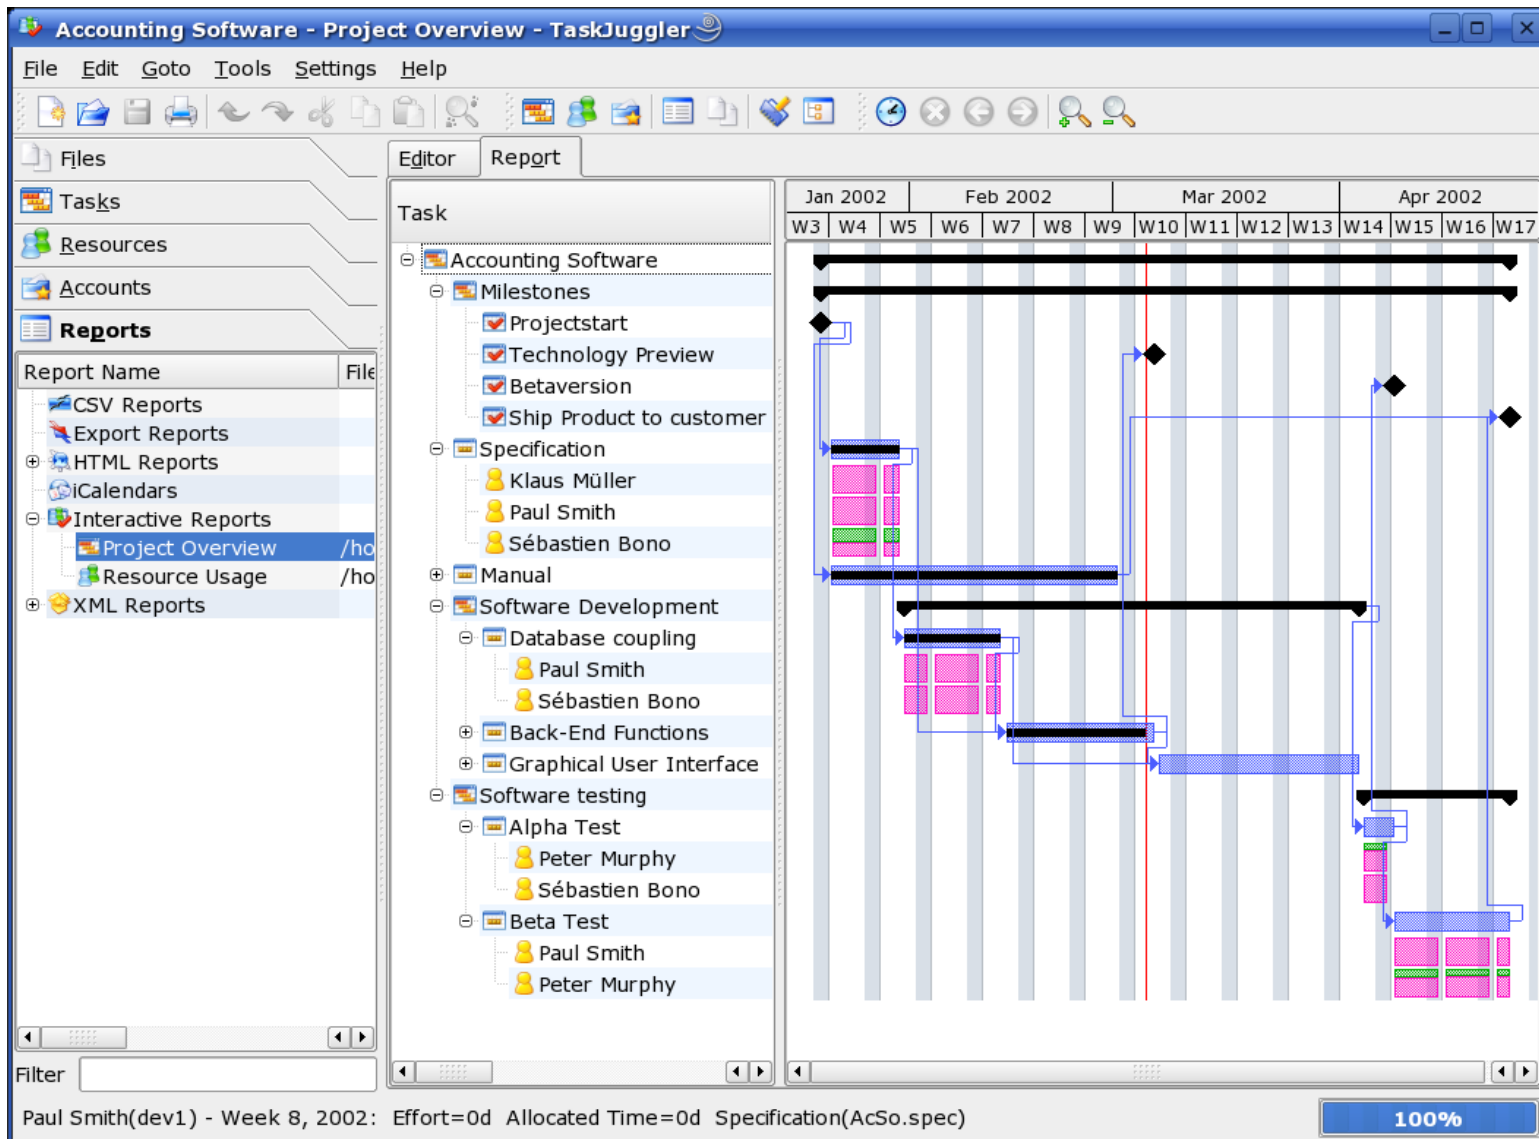 Accounting Software - Project Overview - TaskJuggler
File Edit Goto Tools Settings Help
Files
Tasks
Resources
Accounts
Reports
Report Name File
CSV Reports
Export Reports
HTML Reports
iCalendars
Interactive Reports
Project Overview /ho
Resource Usage /ho
XML Reports
Filter
Editor Report
Task
Accounting Software
Milestones
Projectstart
Technology Preview
Betaversion
Ship Product to customer
Specification
Klaus Müller
Paul Smith
Sébastien Bono
Manual
Software Development
Database coupling
Paul Smith
Sébastien Bono
Back-End Functions
Graphical User Interface
Software testing
Alpha Test
Peter Murphy
Sébastien Bono
Beta Test
Paul Smith
Peter Murphy
Jan 2002 Feb 2002 Mar 2002 Apr 2002
W3 W4 W5 W6 W7 W8 W9 W10 W11 W12 W13 W14 W15 W16 W17
Paul Smith(dev1) - Week 8, 2002: Effort=0d Allocated Time=0d Specification(AcSo.spec)
100%